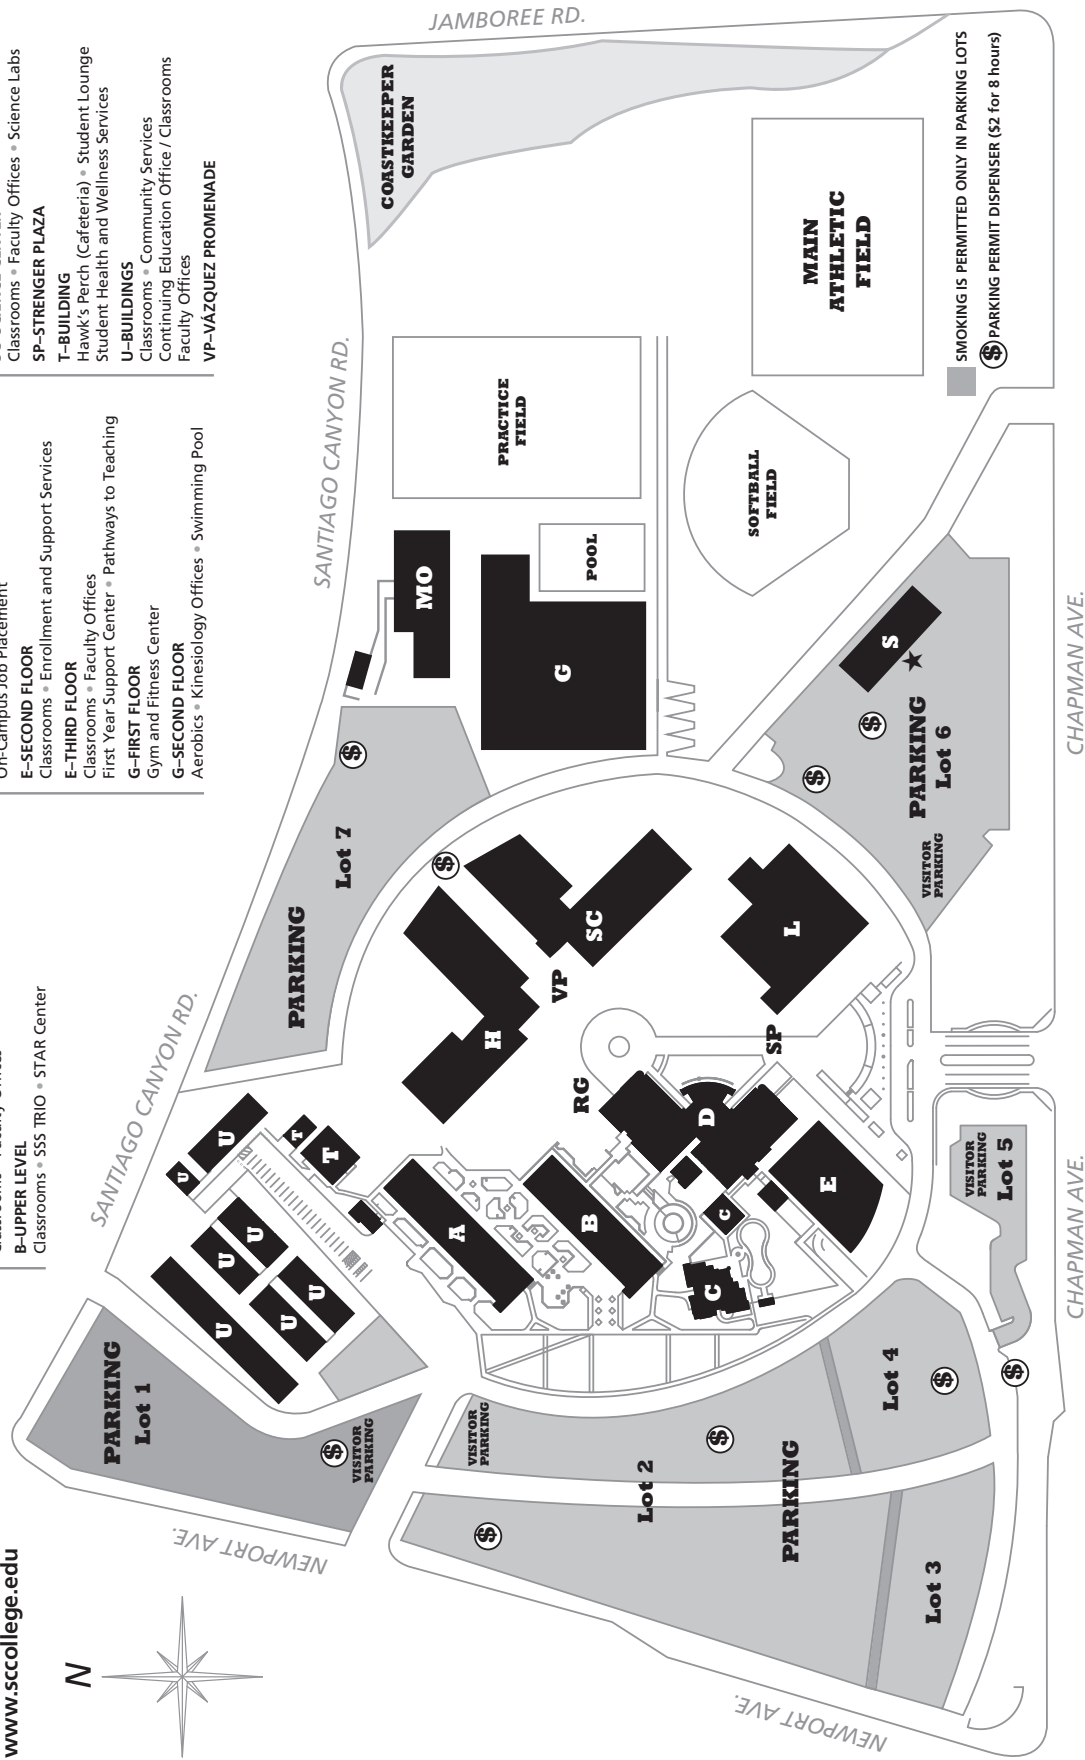 www.sccollege.edu
B–UPPER LEVEL
Classrooms • SSS TRIO • STAR Center
On-Campus Job Placement
E–SECOND FLOOR
Classrooms • Enrollment and Support Services
E–THIRD FLOOR
Classrooms • Faculty Offices
First Year Support Center • Pathways to Teaching
G–FIRST FLOOR
Gym and Fitness Center
G–SECOND FLOOR
Aerobics • Kinesiology Offices • Swimming Pool
Classrooms • Faculty Offices • Science Labs
SP–STRENGER PLAZA
T–BUILDING
Hawk's Perch (Cafeteria) • Student Lounge
Student Health and Wellness Services
U–BUILDINGS
Classrooms • Community Services
Continuing Education Office / Classrooms
Faculty Offices
VP–VÁZQUEZ PROMENADE
N
NEWPORT AVE.
NEWPORT AVE.
SANTIAGO CANYON RD.
SANTIAGO CANYON RD.
JAMBOREE RD.
CHAPMAN AVE.
CHAPMAN AVE.
PARKING
Lot 1
VISITOR
PARKING
$
U
U
U
U
U
U
U
T
T
PARKING
Lot 7
$
$
MO
G
POOL
PRACTICE
FIELD
COASTKEEPER
GARDEN
MAIN
ATHLETIC
FIELD
SOFTBALL
FIELD
A
B
C
C
D
E
H
SC
VP
RG
SP
L
S
★
VISITOR
PARKING
Lot 2
PARKING
$
$
Lot 3
Lot 4
$
$
VISITOR
PARKING
Lot 5
VISITOR
PARKING
PARKING
Lot 6
$
$
SMOKING IS PERMITTED ONLY IN PARKING LOTS
$ PARKING PERMIT DISPENSER ($2 for 8 hours)